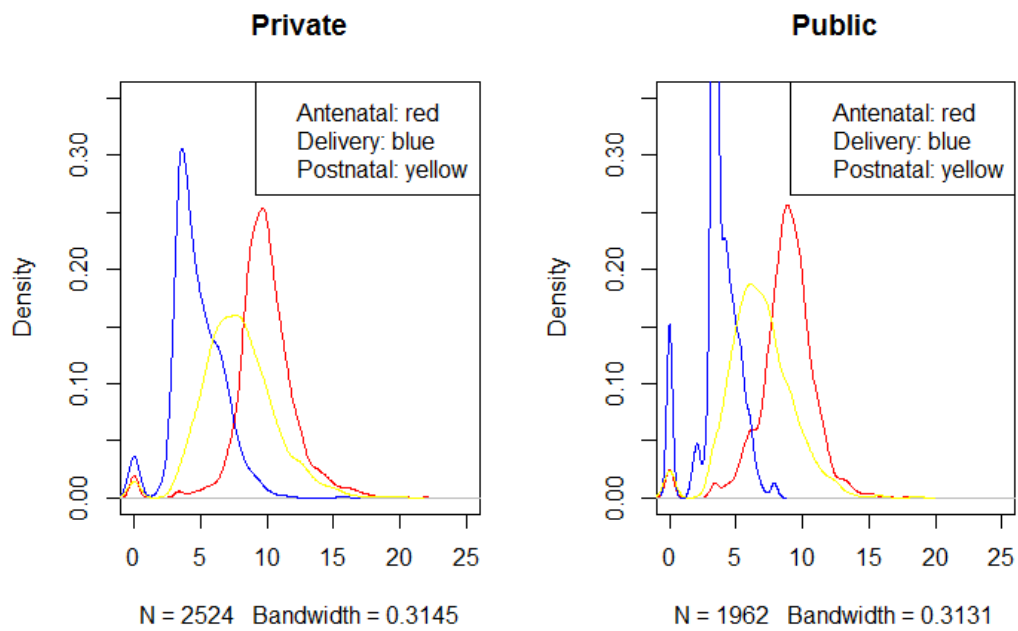 Private
Antenatal: red
Delivery: blue
Postnatal: yellow
Density
0.00 0.10 0.20 0.30
0 5 10 15 20 25
N = 2524 Bandwidth = 0.3145
Public
Antenatal: red
Delivery: blue
Postnatal: yellow
Density
0.00 0.10 0.20 0.30
0 5 10 15 20 25
N = 1962 Bandwidth = 0.3131